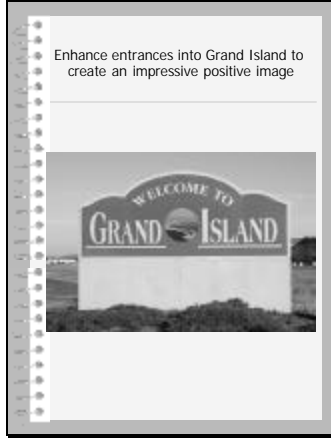 Enhance entrances into Grand Island to
create an impressive positive image
WELCOME TO
GRAND ISLAND